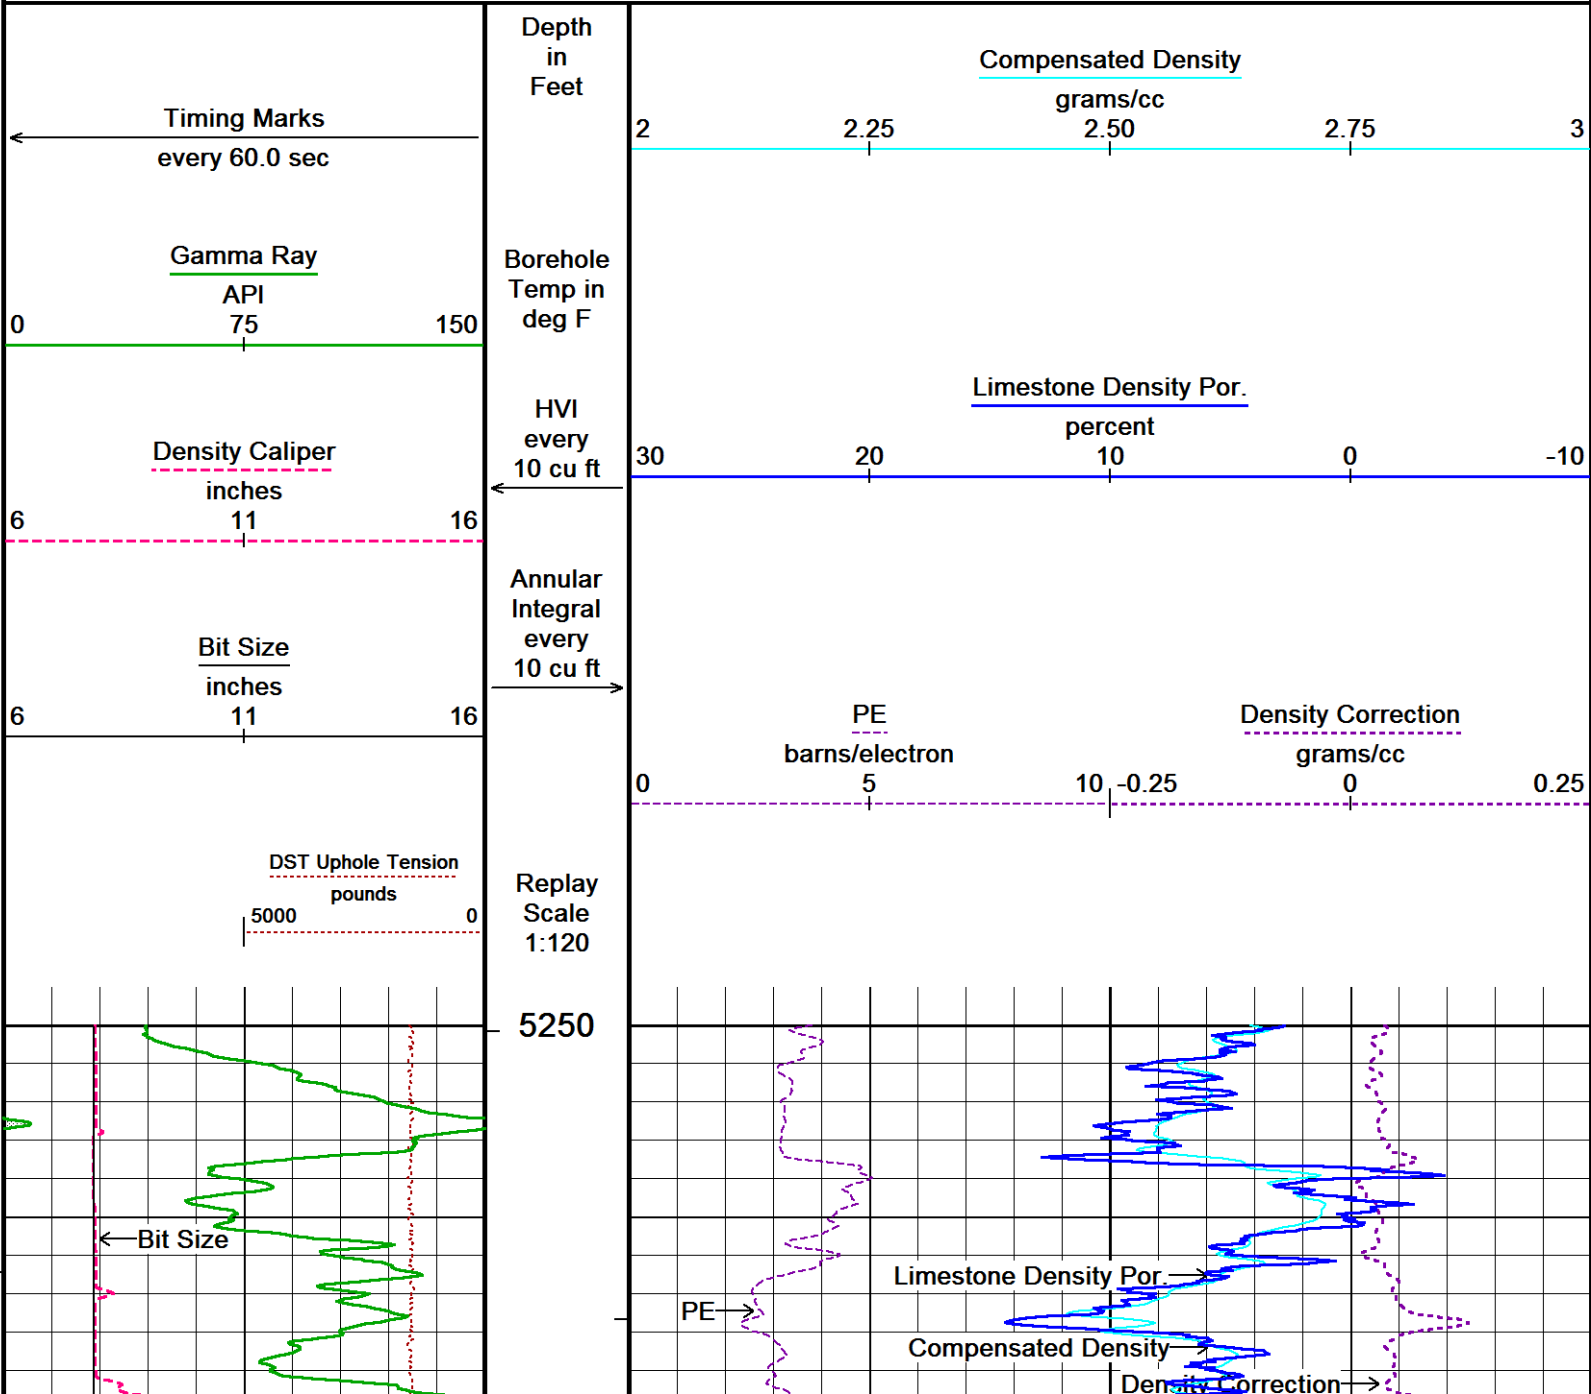 Timing Marks
every 60.0 sec
Gamma Ray
API
0 75 150
Density Caliper
inches
6 11 16
Bit Size
inches
6 11 16
DST Uphole Tension
pounds
5000 0
Depth
in
Feet
Borehole
Temp in
deg F
HVI
every
10 cu ft
Annular
Integral
every
10 cu ft
Replay
Scale
1:120
Compensated Density
grams/cc
2 2.25 2.50 2.75 3
Limestone Density Por.
percent
30 20 10 0 -10
PE
barns/electron
0 5 10
Density Correction
grams/cc
-0.25 0 0.25
5250
Bit Size
Limestone Density Por.
PE
Compensated Density
Density Correction